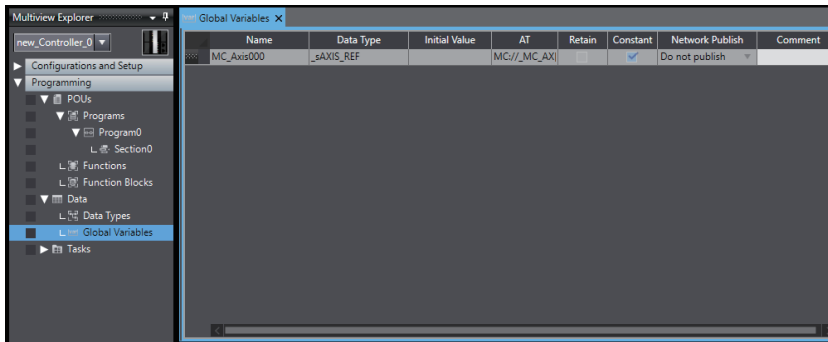 Multiview Explorer
new_Controller_0
Configurations and Setup
Programming
POUs
Programs
Program0
Section0
Functions
Function Blocks
Data
Data Types
Global Variables
Tasks
Global Variables X
Name Data Type Initial Value AT Retain Constant Network Publish Comment
MC_Axis000 _sAXIS_REF MC://_MC_AX Do not publish